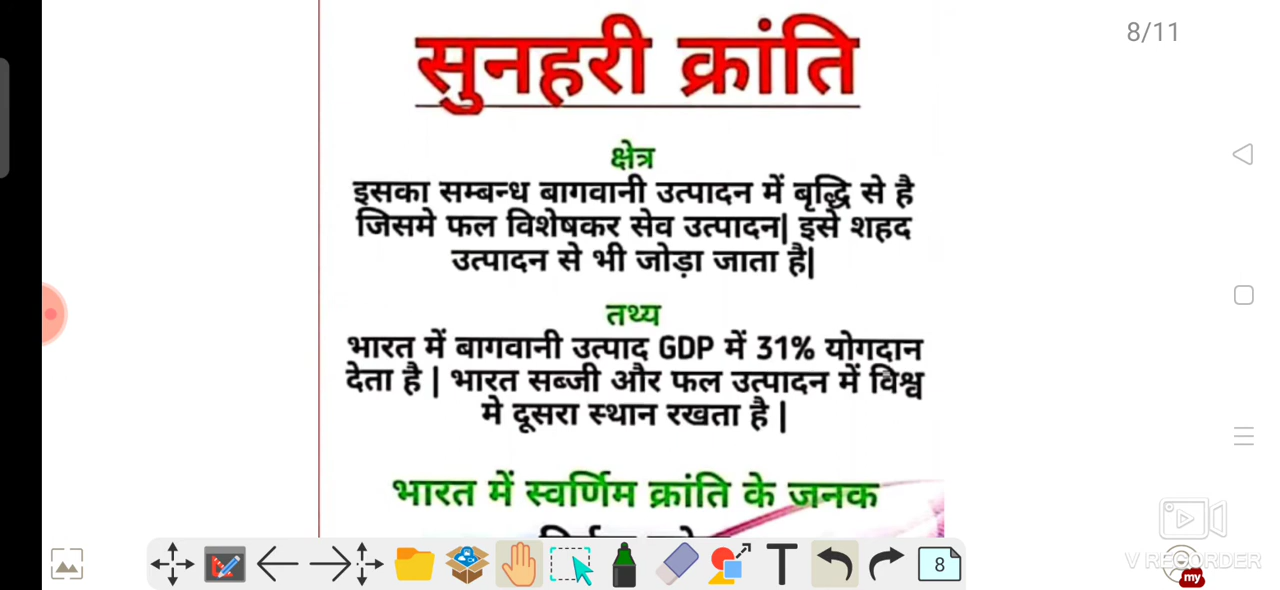 8/11
सुनहरी क्रांति
क्षेत्र
इसका सम्बन्ध बागवानी उत्पादन में बृद्धि से है
जिसमे फल विशेषकर सेव उत्पादन| इसे शहद
उत्पादन से भी जोड़ा जाता है|
तथ्य
भारत में बागवानी उत्पाद GDP में 31% योगदान
देता है | भारत सब्जी और फल उत्पादन में विश्व
मे दूसरा स्थान रखता है |
भारत में स्वर्णिम क्रांति के जनक
T
8
V RECORDER
my